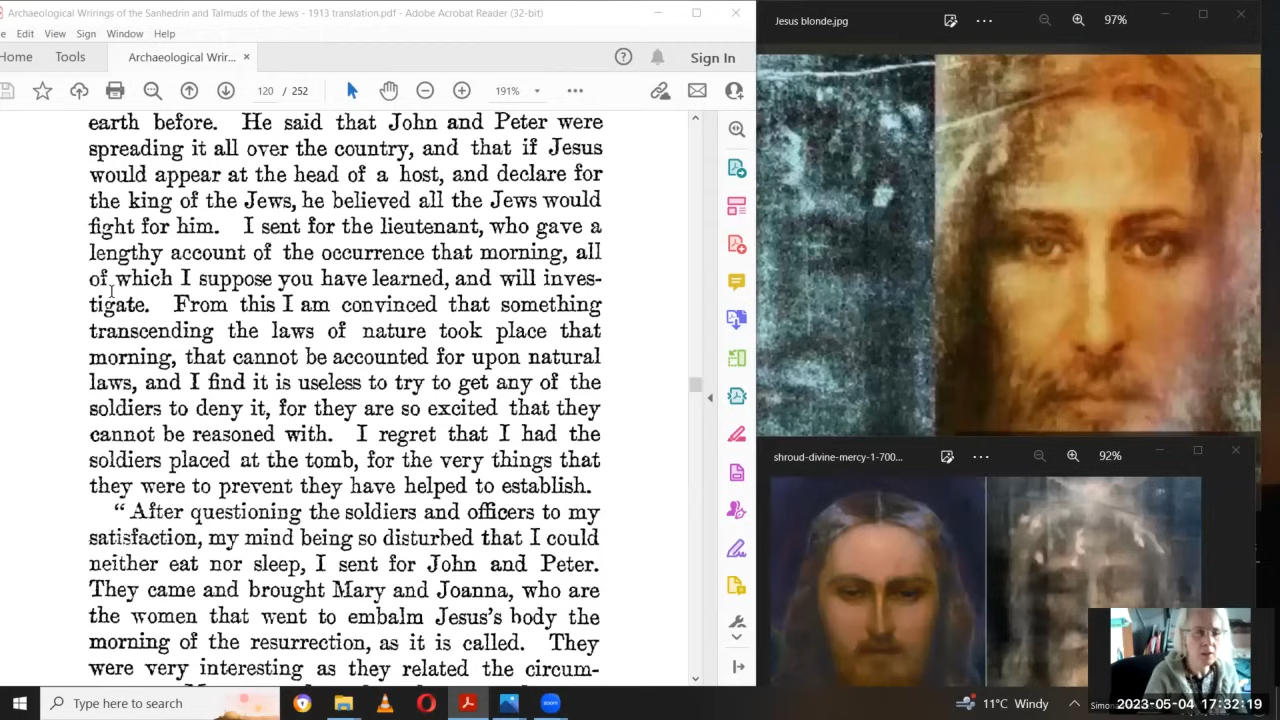 Archaeological Wrirings of the Sanhedrin and Talmuds of the Jews - 1913 translation.pdf - Adobe Acrobat Reader (32-bit)
Edit View Sign Window Help
Home Tools Archaeological Wrir... × Sign In
120 / 252 191%
earth before. He said that John and Peter were
spreading it all over the country, and that if Jesus
would appear at the head of a host, and declare for
the king of the Jews, he believed all the Jews would
fight for him. I sent for the lieutenant, who gave a
lengthy account of the occurrence that morning, all
of which I suppose you have learned, and will inves-
tigate. From this I am convinced that something
transcending the laws of nature took place that
morning, that cannot be accounted for upon natural
laws, and I find it is useless to try to get any of the
soldiers to deny it, for they are so excited that they
cannot be reasoned with. I regret that I had the
soldiers placed at the tomb, for the very things that
they were to prevent they have helped to establish.
“After questioning the soldiers and officers to my
satisfaction, my mind being so disturbed that I could
neither eat nor sleep, I sent for John and Peter.
They came and brought Mary and Joanna, who are
the women that went to embalm Jesus's body the
morning of the resurrection, as it is called. They
were very interesting as they related the circum-
Jesus blonde.jpg
97%
shroud-divine-mercy-1-700...
92%
Type here to search
zoom
11°C Windy
2023-05-04 17:32:19